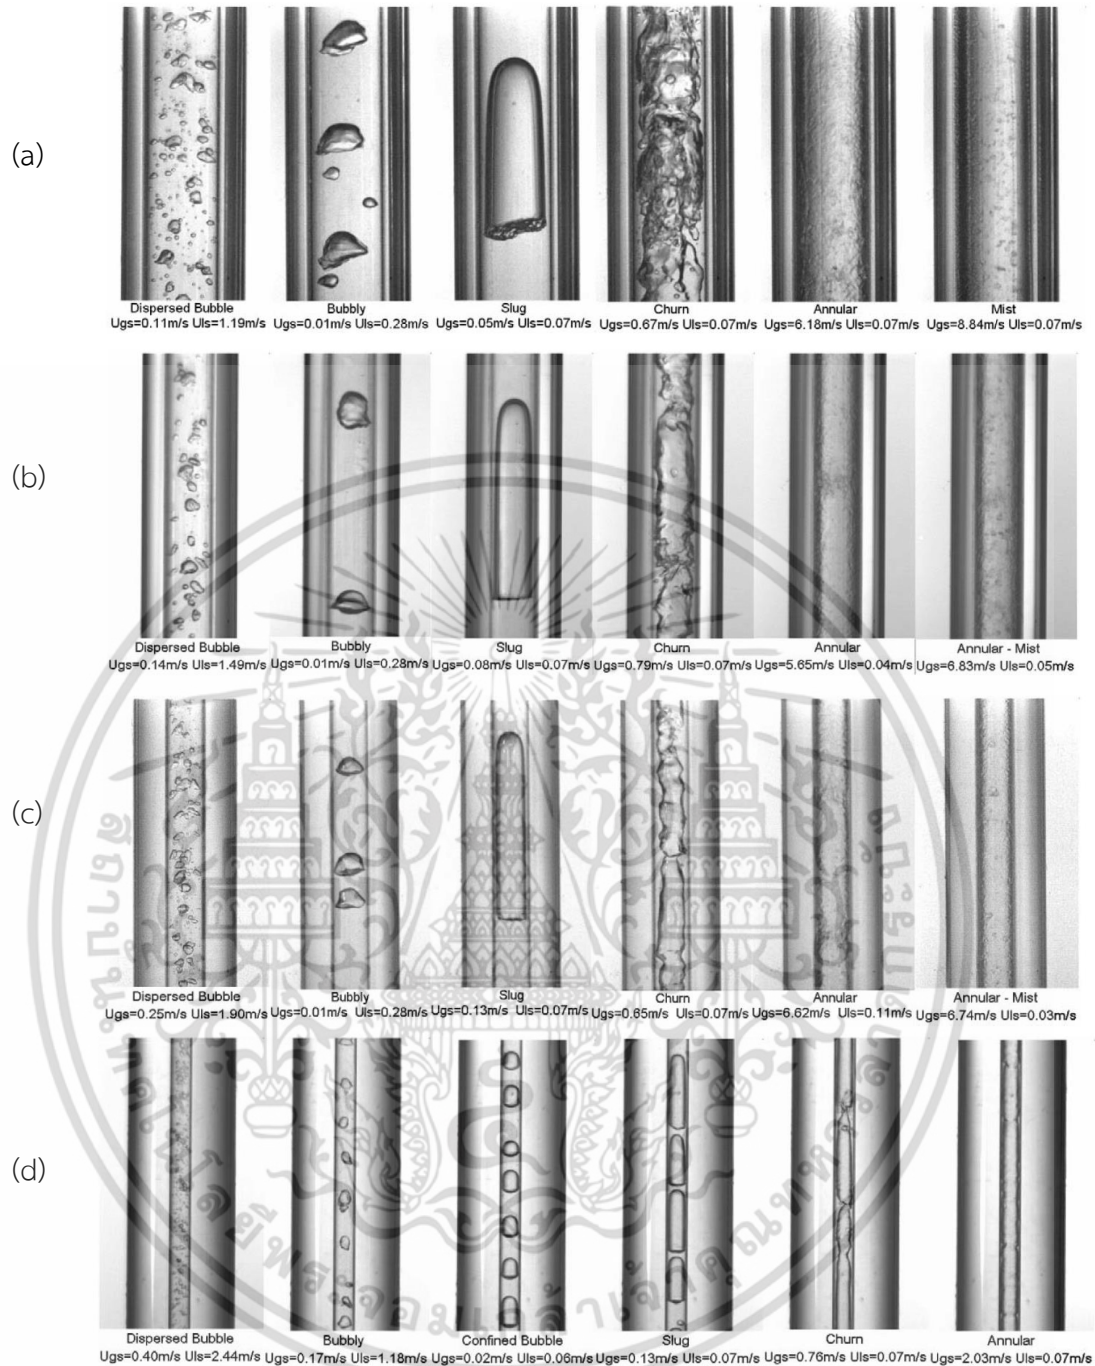 (a)
Dispersed Bubble Bubbly Slug Churn Annular Mist
Ugs=0.11m/s Uls=1.19m/s Ugs=0.01m/s Uls=0.28m/s Ugs=0.05m/s Uls=0.07m/s Ugs=0.67m/s Uls=0.07m/s Ugs=6.18m/s Uls=0.07m/s Ugs=8.84m/s Uls=0.07m/s
(b)
Dispersed Bubble Bubbly Slug Churn Annular Annular - Mist
Ugs=0.14m/s Uls=1.49m/s Ugs=0.01m/s Uls=0.28m/s Ugs=0.08m/s Uls=0.07m/s Ugs=0.79m/s Uls=0.07m/s Ugs=5.65m/s Uls=0.04m/s Ugs=6.83m/s Uls=0.05m/s
(c)
Dispersed Bubble Bubbly Slug Churn Annular Annular - Mist
Ugs=0.25m/s Uls=1.90m/s Ugs=0.01m/s Uls=0.28m/s Ugs=0.13m/s Uls=0.07m/s Ugs=0.65m/s Uls=0.07m/s Ugs=6.62m/s Uls=0.11m/s Ugs=6.74m/s Uls=0.03m/s
(d)
Dispersed Bubble Bubbly Confined Bubble Slug Churn Annular
Ugs=0.40m/s Uls=2.44m/s Ugs=0.17m/s Uls=1.18m/s Ugs=0.02m/s Uls=0.06m/s Ugs=0.13m/s Uls=0.07m/s Ugs=0.76m/s Uls=0.07m/s Ugs=2.03m/s Uls=0.07m/s